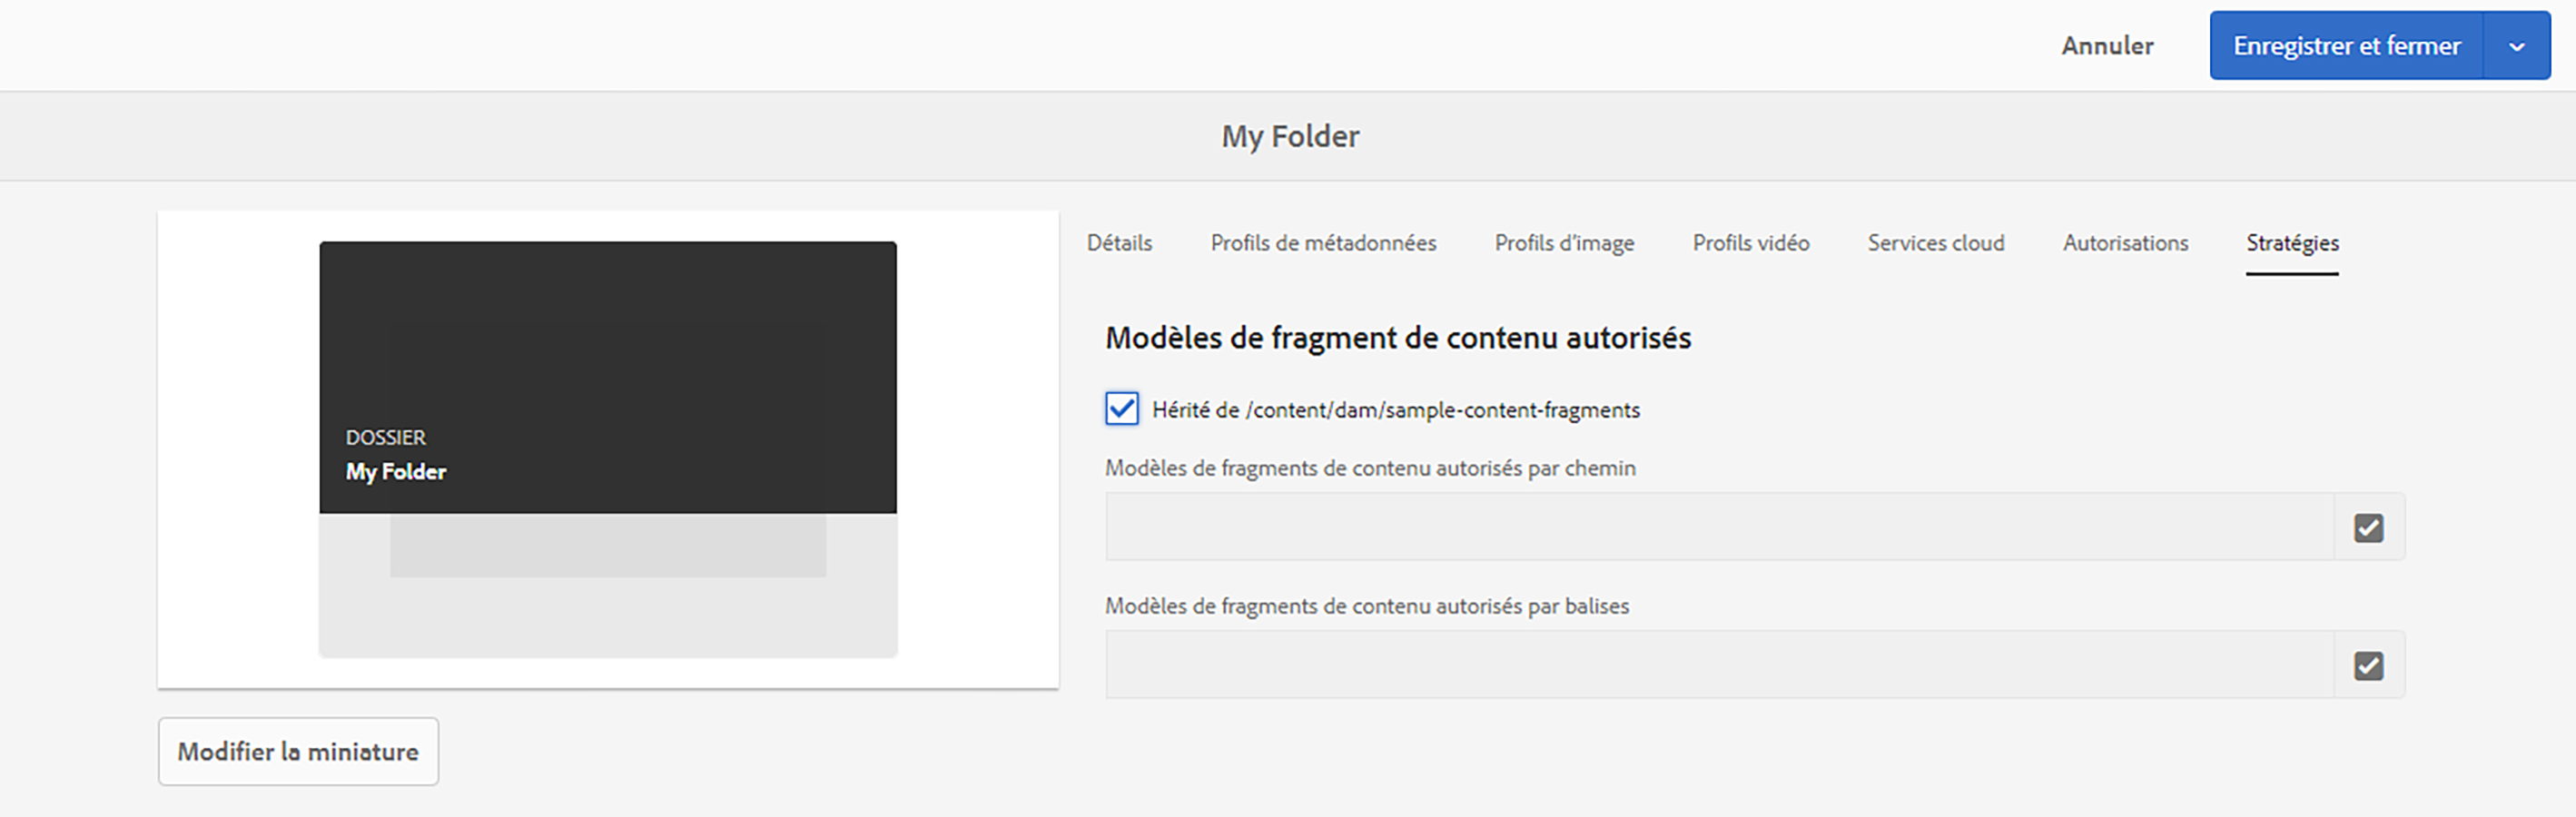 Annuler
Enregistrer et fermer
My Folder
DOSSIER
My Folder
Modifier la miniature
Détails
Profils de métadonnées
Profils d'image
Profils vidéo
Services cloud
Autorisations
Stratégies
Modèles de fragment de contenu autorisés
Hérité de /content/dam/sample-content-fragments
Modèles de fragments de contenu autorisés par chemin
Modèles de fragments de contenu autorisés par balises